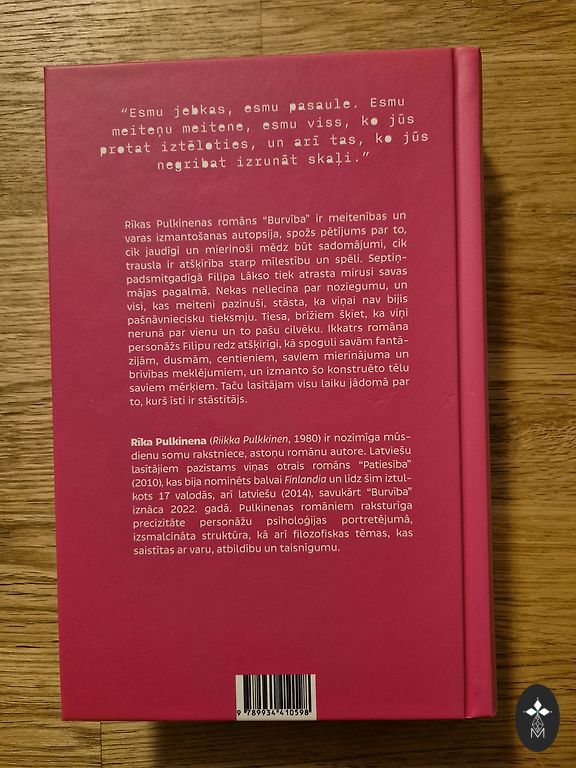 “Esmu jebkas, esmu pasaule. Esmu
meiteņu meitene, esmu viss, ko jūs
protat iztēloties, un arī tas, ko jūs
negribat izrunāt skaļi.”
Rīkas Pulkinenas romāns “Burvība” ir meitenības un
varas izmantošanas autopsija, spožs pētījums par to,
cik jaudīgi un mierinoši mēdz būt sadomājumi, cik
trausla ir atšķirība starp mīlestību un spēli. Septiņ-
padsmitgadīgā Filipa Lākso tiek atrasta mirusi savas
mājas pagalmā. Nekas neliecina par noziegumu, un
visi, kas meiteni pazinuši, stāsta, ka viņai nav bijis
pašnāvniecisku tieksmju. Tiesa, brīžiem šķiet, ka viņi
nerunā par vienu un to pašu cilvēku. Ikkatrs romāna
personāžs Filipu redz atšķirīgi, kā spoguli savām fantā-
zijām, dusmām, centieniem, saviem mierinājuma un
brīvības meklējumiem, un izmanto šo konstruēto tēlu
saviem mērķiem. Taču lasītājam visu laiku jādomā par
to, kurš īsti ir stāstītājs.
Rīka Pulkinena (Riikka Pulkkinen, 1980) ir nozīmīga mūs-
dienu somu rakstniece, astoņu romānu autore. Latviešu
lasītājiem pazīstams viņas otrais romāns “Patiesība”
(2010), kas bija nominēts balvai Finlandia un līdz šim iztul-
kots 17 valodās, arī latviešu (2014), savukārt “Burvība”
iznāca 2022. gadā. Pulkinenas romāniem raksturīga
precizitāte personāžu psiholoģijas portretējumā,
izsmalcināta struktūra, kā arī filozofiskas tēmas, kas
saistītas ar varu, atbildību un taisnīgumu.
9 789934 410598
M